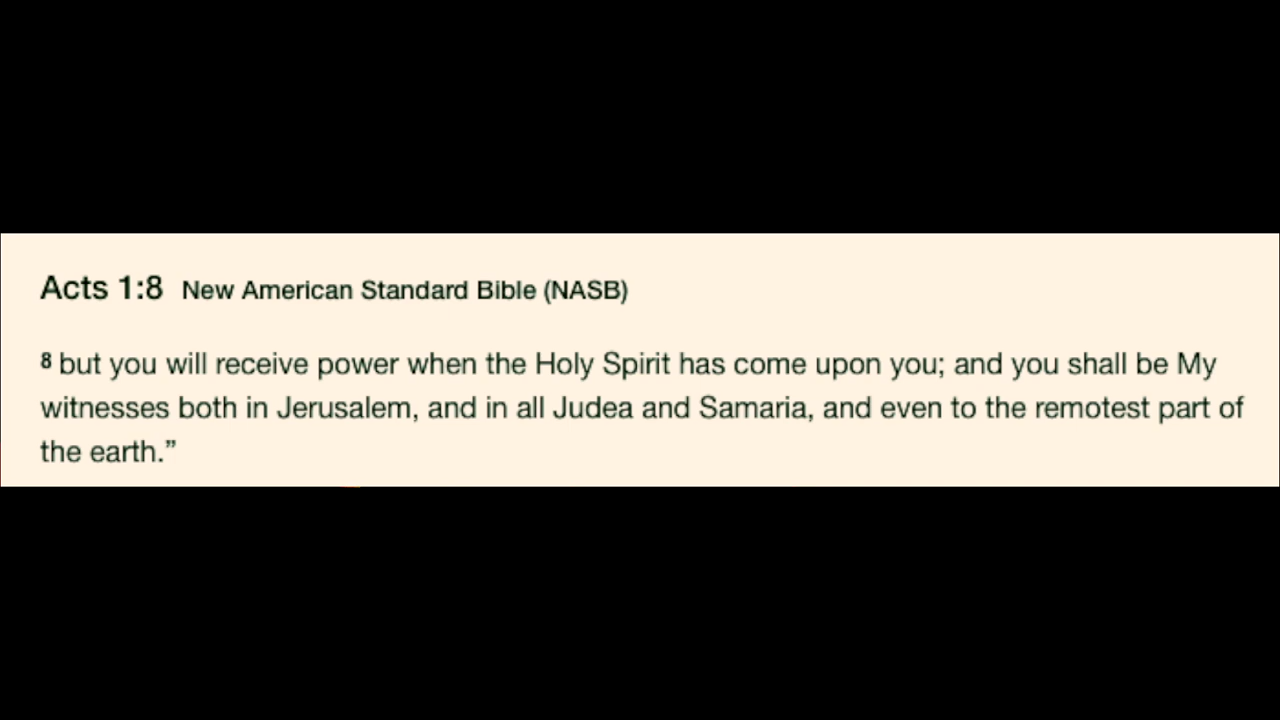 Acts 1:8 New American Standard Bible (NASB)
8 but you will receive power when the Holy Spirit has come upon you; and you shall be My
witnesses both in Jerusalem, and in all Judea and Samaria, and even to the remotest part of
the earth.”